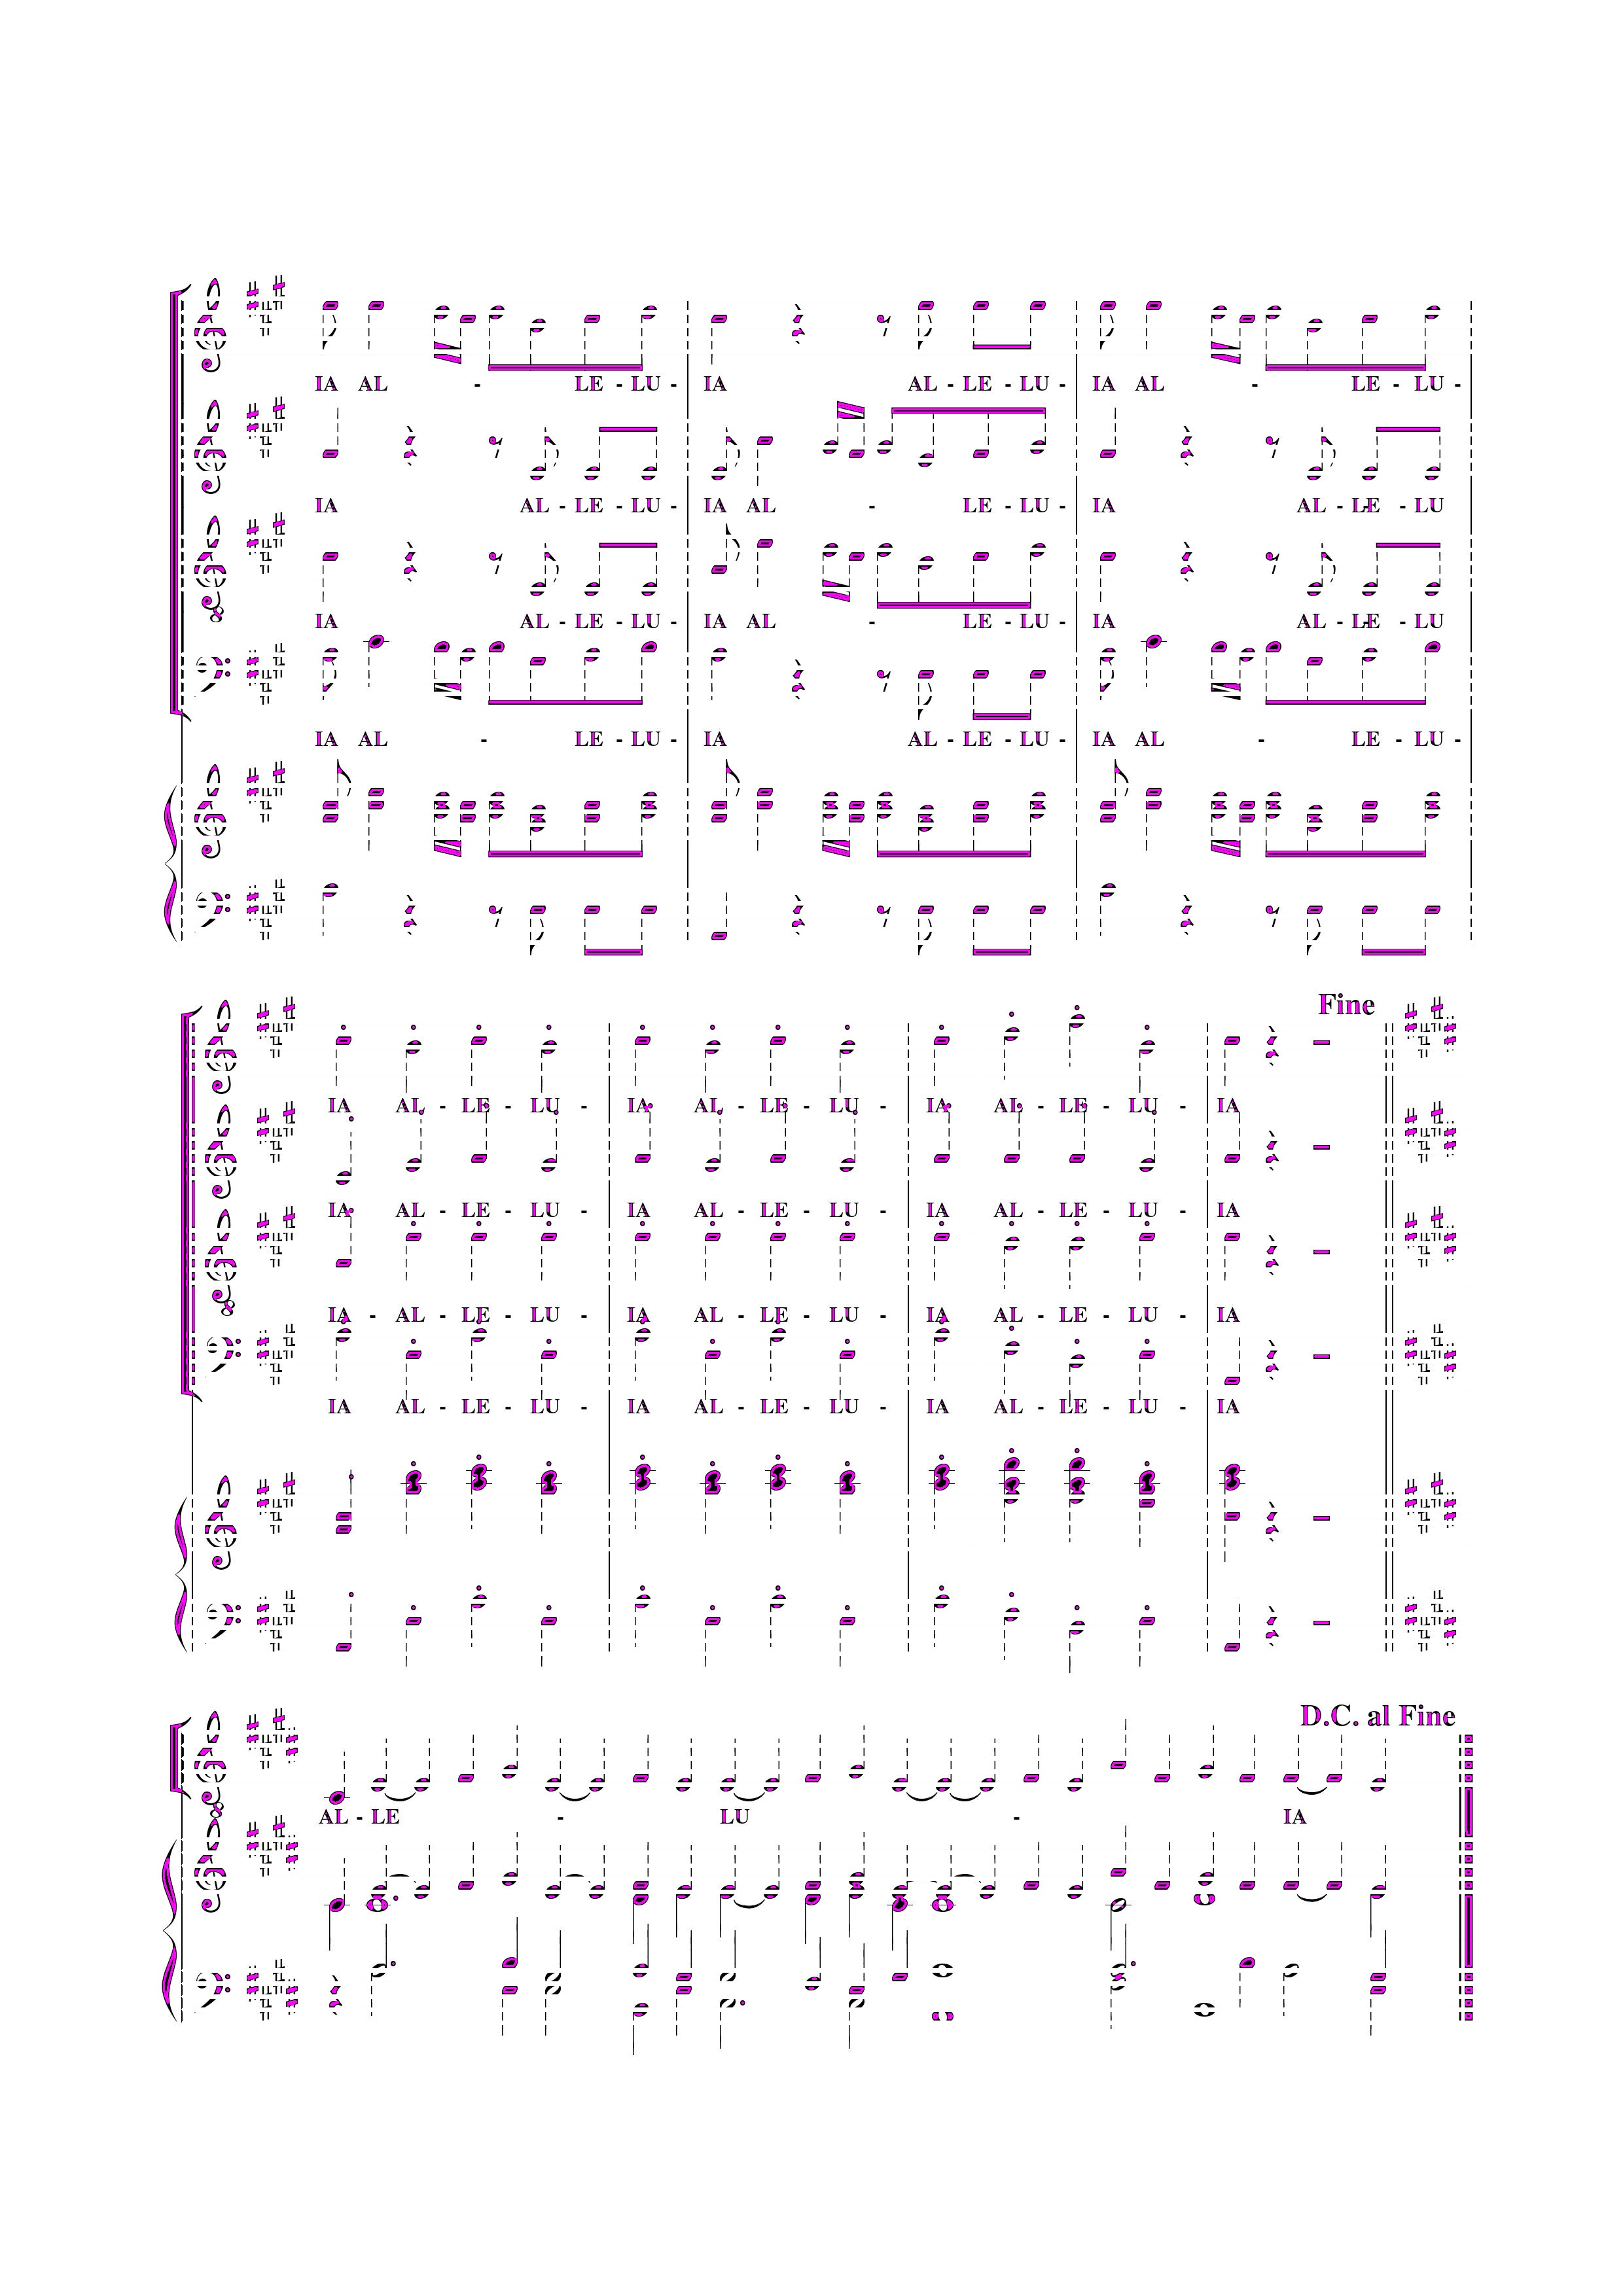 IA AL - LE - LU - IA AL - LE - LU - IA AL - LE - LU -
IA AL - LE - LU - IA AL - LE - LU - IA AL - LE - LU
IA AL - LE - LU - IA AL - LE - LU - IA AL - LE - LU
IA AL - LE - LU - IA AL - LE - LU - IA AL - LE - LU -
Fine
IA AL - LE - LU - IA AL - LE - LU - IA AL - LE - LU - IA
IA AL - LE - LU - IA AL - LE - LU - IA AL - LE - LU - IA
IA - AL - LE - LU - IA AL - LE - LU - IA AL - LE - LU - IA
IA AL - LE - LU - IA AL - LE - LU - IA AL - LE - LU - IA
D.C. al Fine
AL - LE - LU - IA